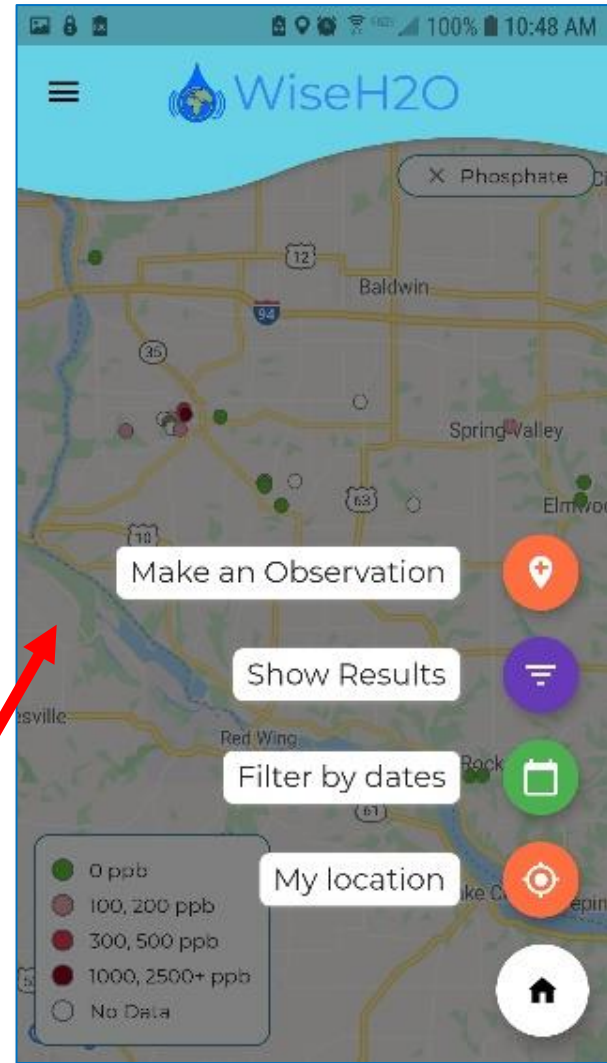 100% 10:48 AM
WiseH2O
× Phosphate
12
Baldwin
94
35
Spring Valley
63
10
Make an Observation
Show Results
esville
Red Wing
Filter by dates
Rock
61
My location
0 ppb
100, 200 ppb
300, 500 ppb
1000, 2500+ ppb
No Data